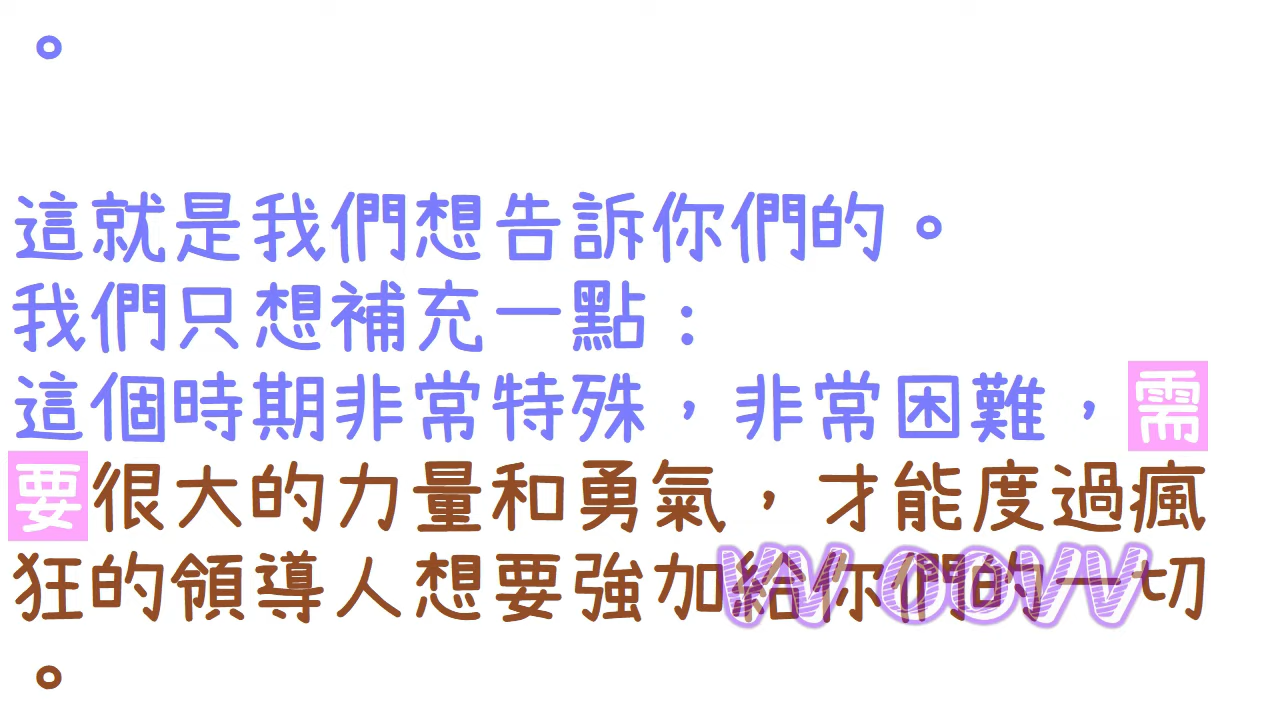 。
這就是我們想告訴你們的。
我們只想補充一點：
這個時期非常特殊，非常困難，需
要很大的力量和勇氣，才能度過瘋
狂的領導人想要強加給你們的一切
。
VV OOVV